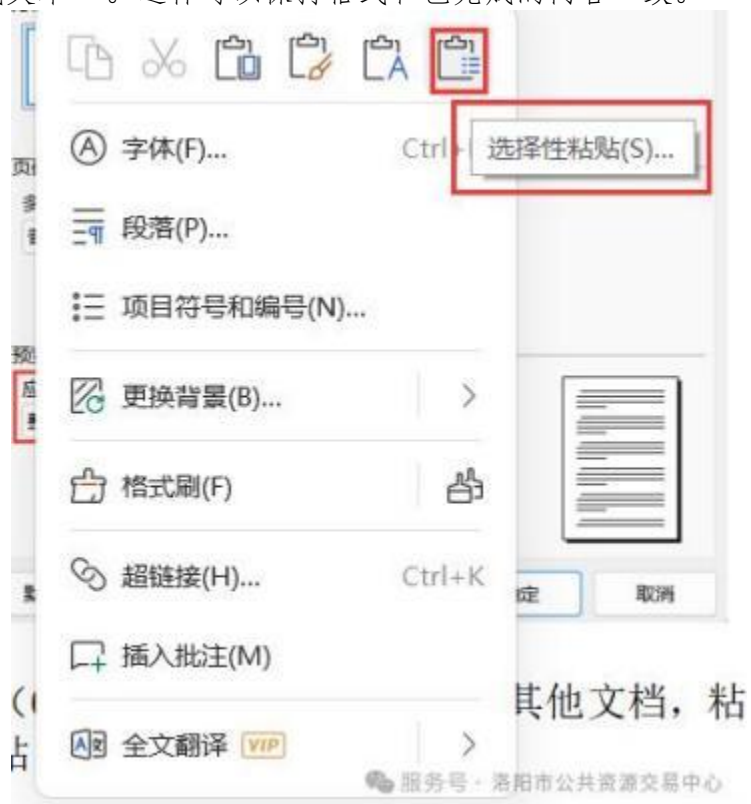 字体(F)...
Ctrl+
选择性粘贴(S)...
段落(P)...
项目符号和编号(N)...
更换背景(B)...
格式刷(F)
超链接(H)...
Ctrl+K
取消
插入批注(M)
其他文档，粘
全文翻译 VIP
服务号 · 洛阳市公共资源交易中心